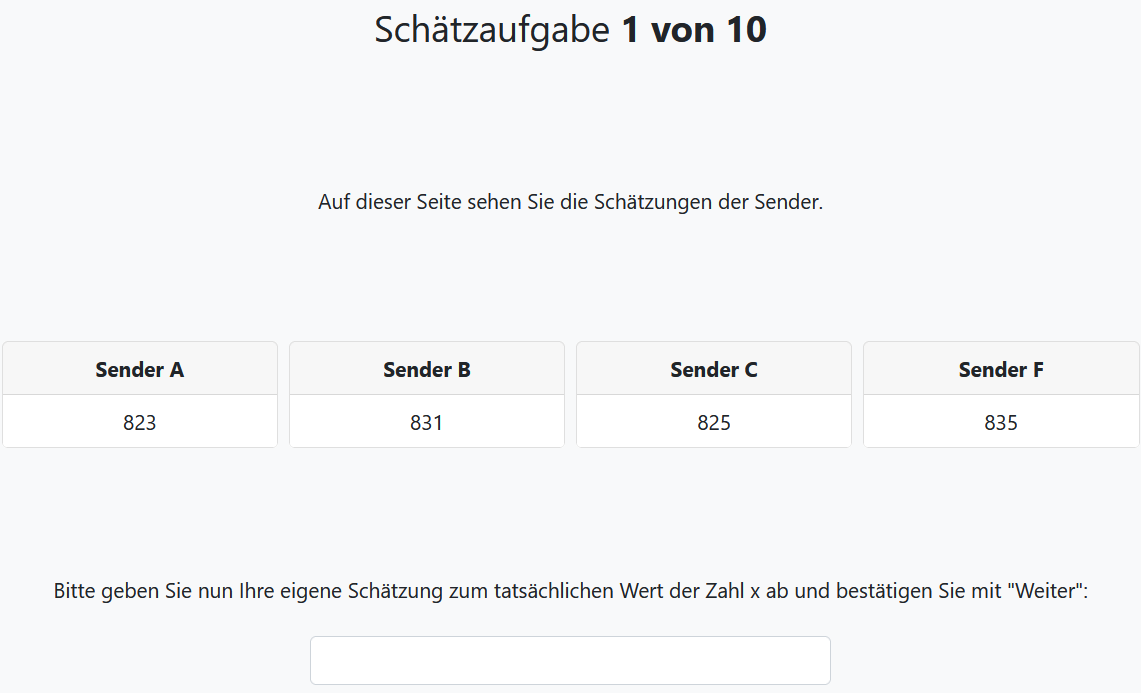 Schätzaufgabe 1 von 10
Auf dieser Seite sehen Sie die Schätzungen der Sender.
Sender A Sender B Sender C Sender F
823 831 825 835
Bitte geben Sie nun Ihre eigene Schätzung zum tatsächlichen Wert der Zahl x ab und bestätigen Sie mit "Weiter":